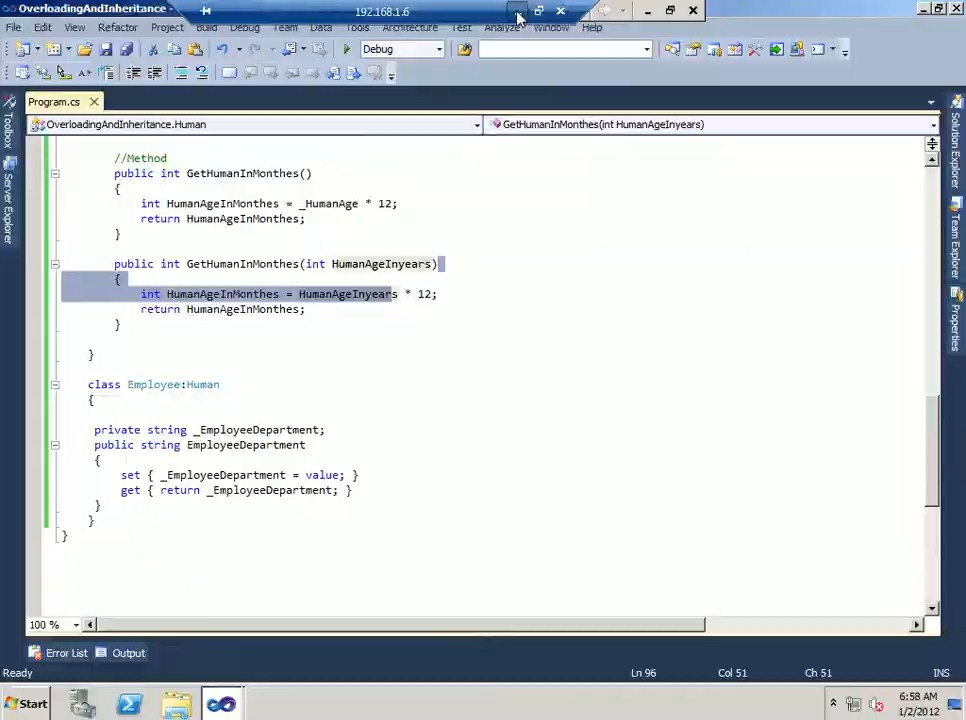 OverloadingAndInheritance -
192.168.1.6
File Edit View Refactor Project Build Debug Team Data Tools Architecture Test Analyze Window Help
Debug
Program.cs
OverloadingAndInheritance.Human
GetHumanInMonthes(int HumanAgeInyears)
//Method
public int GetHumanInMonthes()
{
int HumanAgeInMonthes = _HumanAge * 12;
return HumanAgeInMonthes;
}
public int GetHumanInMonthes(int HumanAgeInyears)
{
int HumanAgeInMonthes = HumanAgeInyears * 12;
return HumanAgeInMonthes;
}
}
class Employee:Human
{
private string _EmployeeDepartment;
public string EmployeeDepartment
{
set { _EmployeeDepartment = value; }
get { return _EmployeeDepartment; }
}
}
}
Toolbox
Server Explorer
Solution Explorer
Team Explorer
Properties
100 %
Error List Output
Ready
Ln 96 Col 51 Ch 51 INS
Start
6:58 AM
1/2/2012